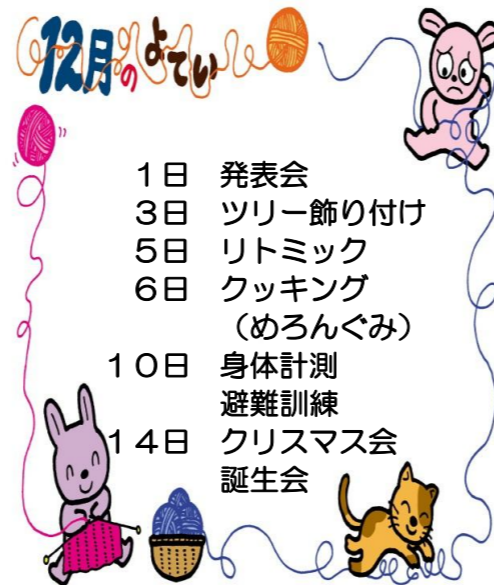 12月のよてい
1日 発表会
3日 ツリー飾り付け
5日 リトミック
6日 クッキング
（めろんぐみ）
10日 身体計測
避難訓練
14日 クリスマス会
誕生会